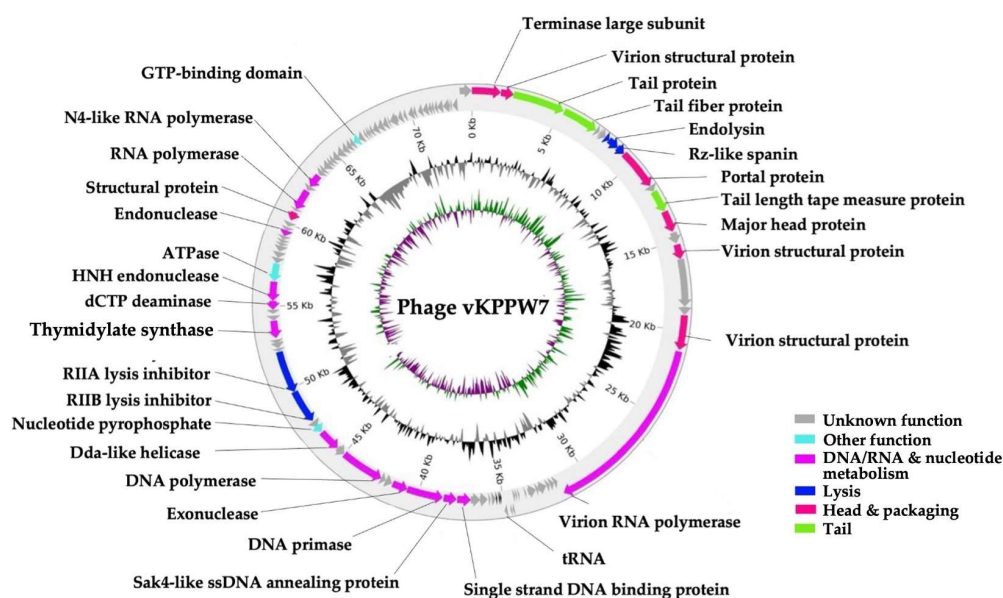 Terminase large subunit
Virion structural protein
Tail protein
Tail fiber protein
Endolysin
Rz-like spanin
Portal protein
Tail length tape measure protein
Major head protein
Virion structural protein
Virion structural protein
Virion RNA polymerase
tRNA
Single strand DNA binding protein
Sak4-like ssDNA annealing protein
DNA primase
Exonuclease
DNA polymerase
Dda-like helicase
Nucleotide pyrophosphate
RIIB lysis inhibitor
RIIA lysis inhibitor
Thymidylate synthase
dCTP deaminase
HNH endonuclease
ATPase
Endonuclease
Structural protein
RNA polymerase
N4-like RNA polymerase
GTP-binding domain
0 Kb
5 Kb
10 Kb
15 Kb
20 Kb
25 Kb
30 Kb
35 Kb
40 Kb
45 Kb
50 Kb
55 Kb
60 Kb
65 Kb
70 Kb
Phage vKPPW7
Unknown function
Other function
DNA/RNA & nucleotide
metabolism
Lysis
Head & packaging
Tail